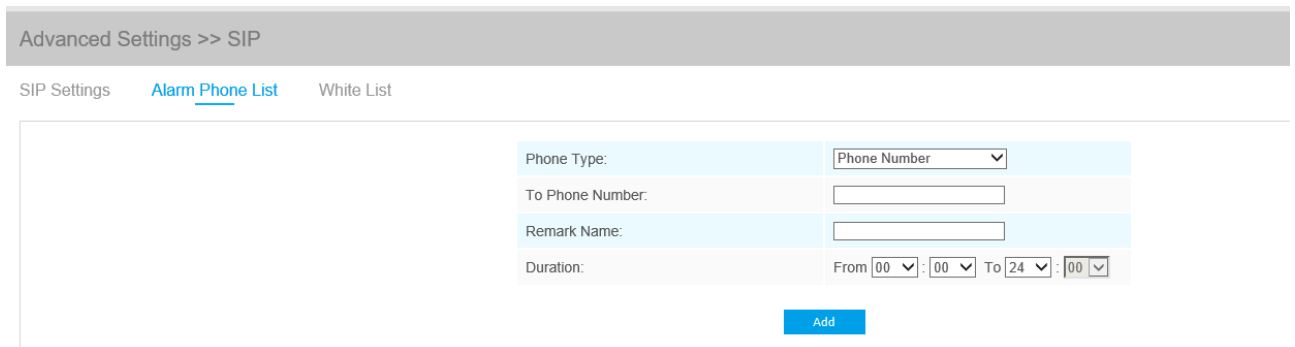 Advanced Settings >> SIP
SIP Settings Alarm Phone List White List
Phone Type: Phone Number
To Phone Number:
Remark Name:
Duration: From 00 : 00 To 24 : 00
Add